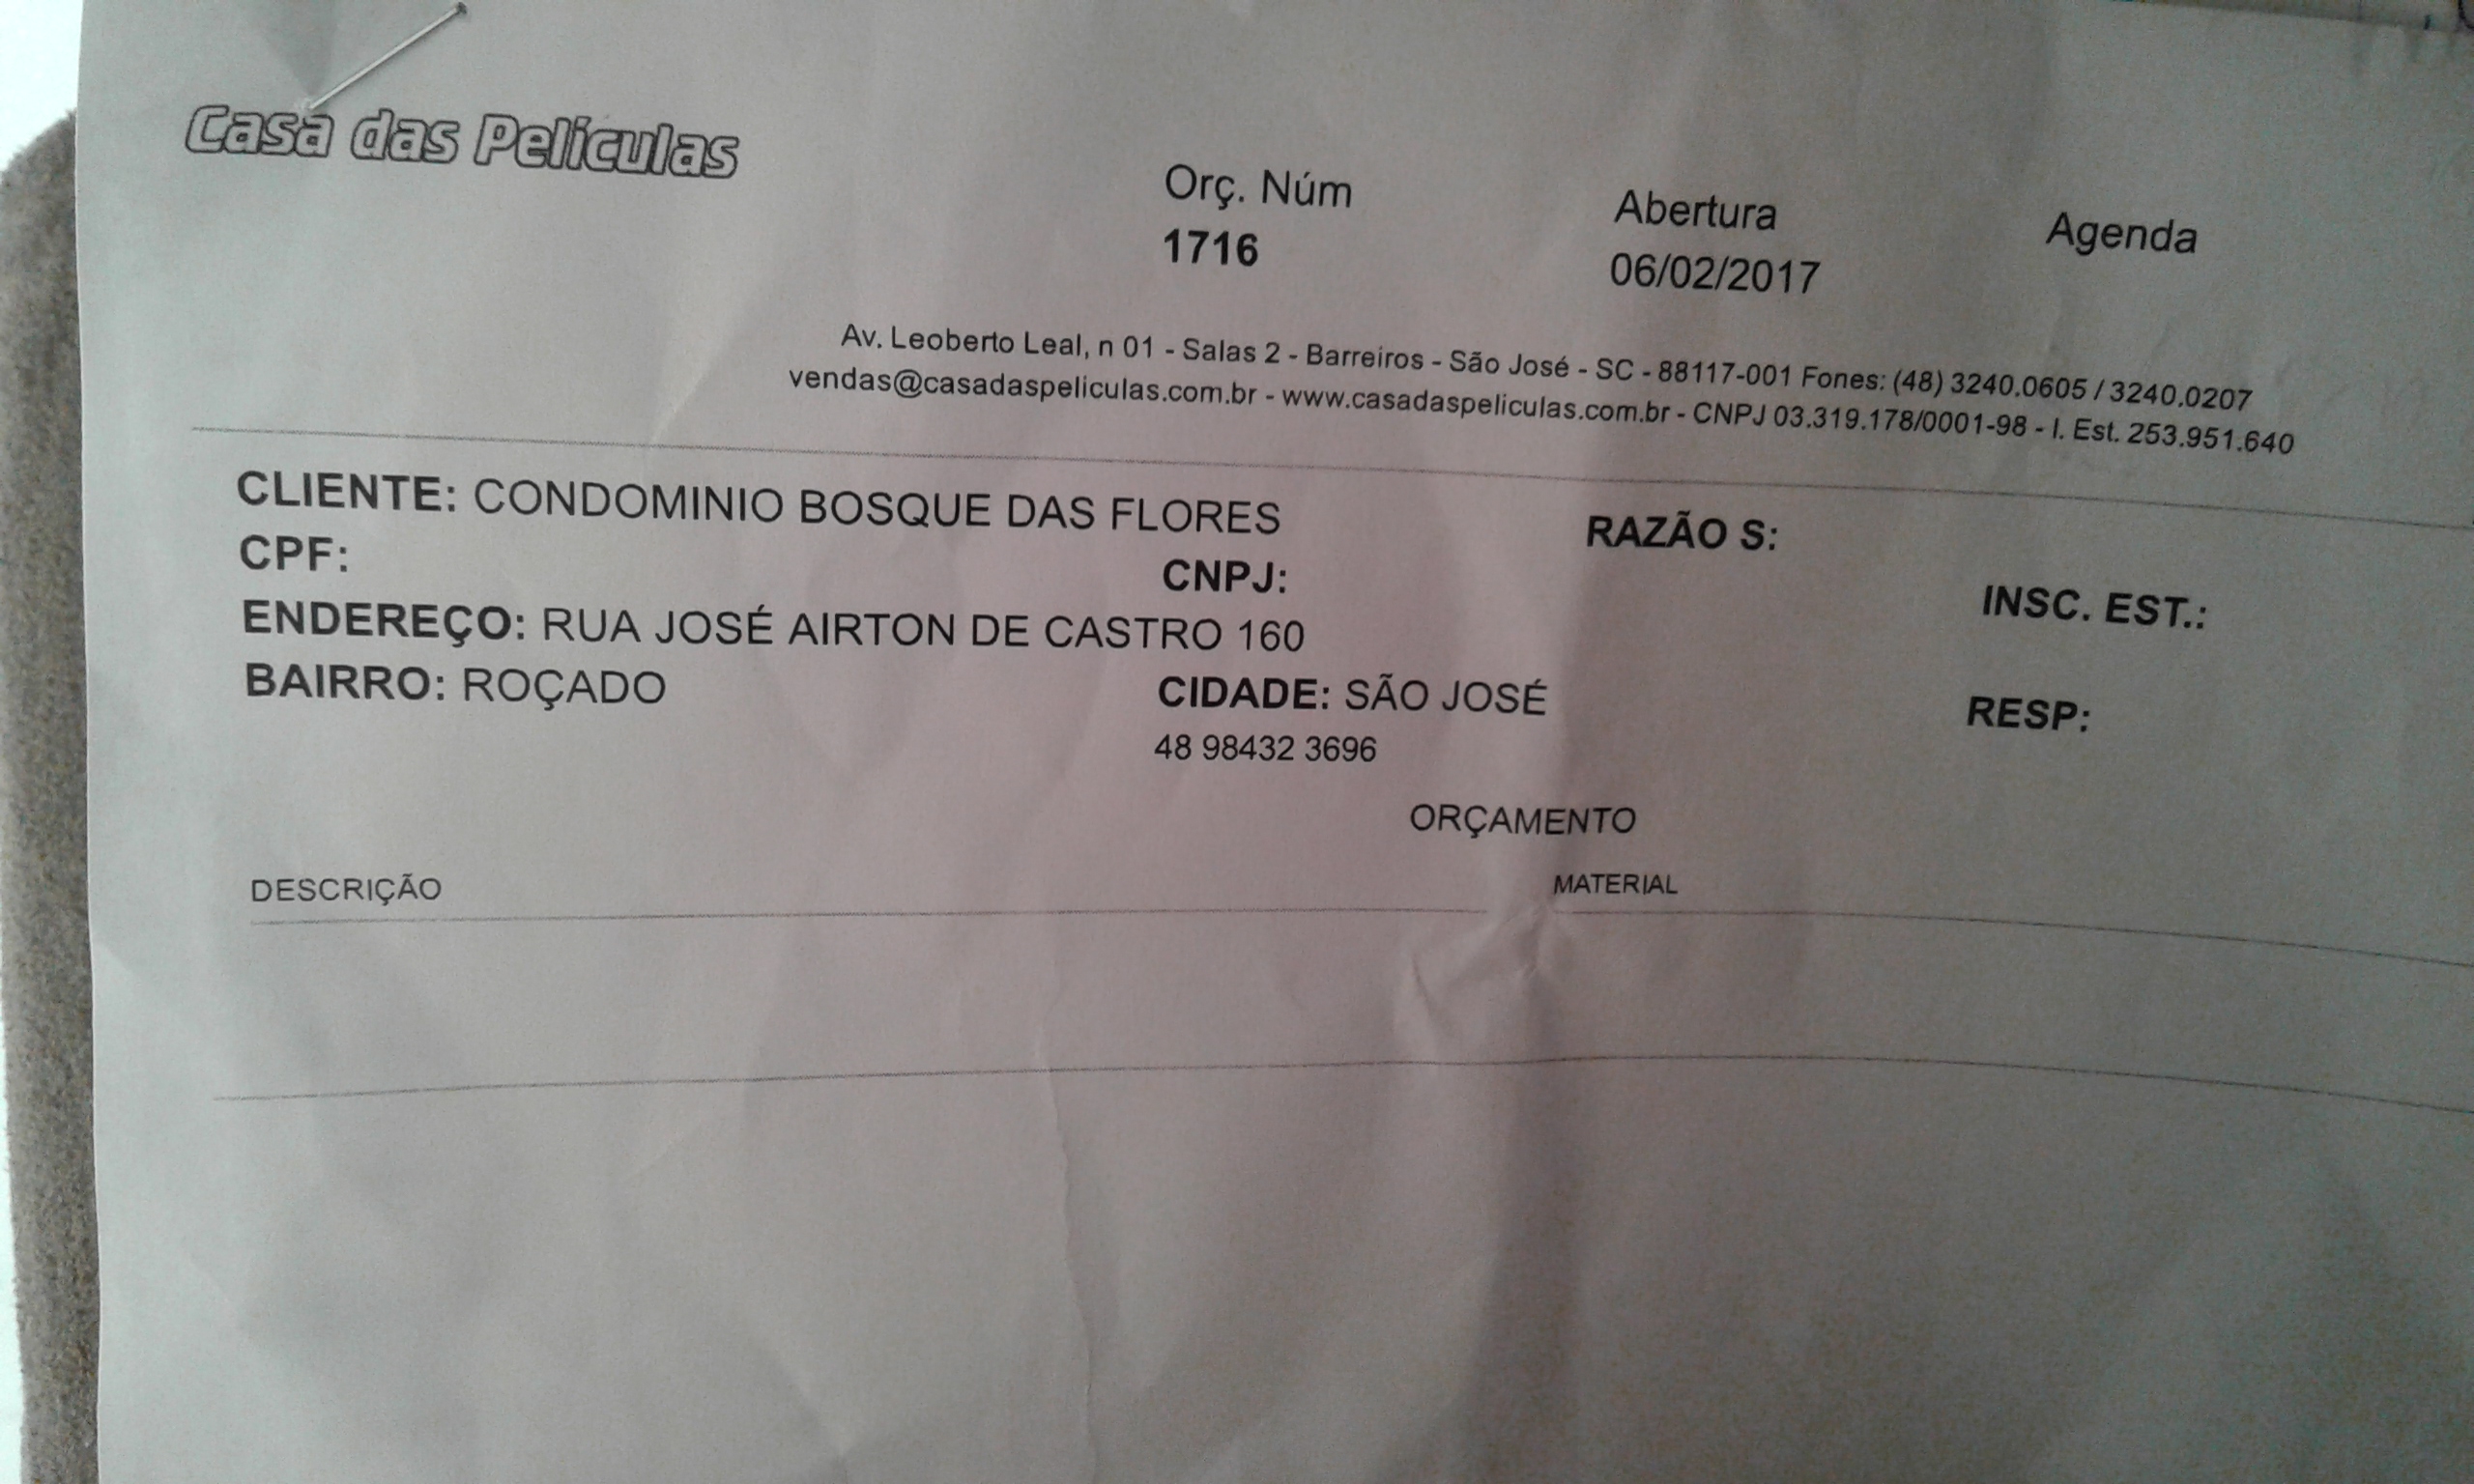 Casa das Películas
Orç. Núm
1716
Abertura
06/02/2017
Agenda
Av. Leoberto Leal, n 01 - Salas 2 - Barreiros - São José - SC - 88117-001 Fones: (48) 3240.0605 / 3240.0207
vendas@casadaspeliculas.com.br - www.casadaspeliculas.com.br - CNPJ 03.319.178/0001-98 - I. Est. 253.951.640
CLIENTE: CONDOMINIO BOSQUE DAS FLORES RAZÃO S:
CPF: CNPJ: INSC. EST.:
ENDEREÇO: RUA JOSÉ AIRTON DE CASTRO 160
BAIRRO: ROÇADO CIDADE: SÃO JOSÉ RESP:
48 98432 3696
ORÇAMENTO
DESCRIÇÃO MATERIAL